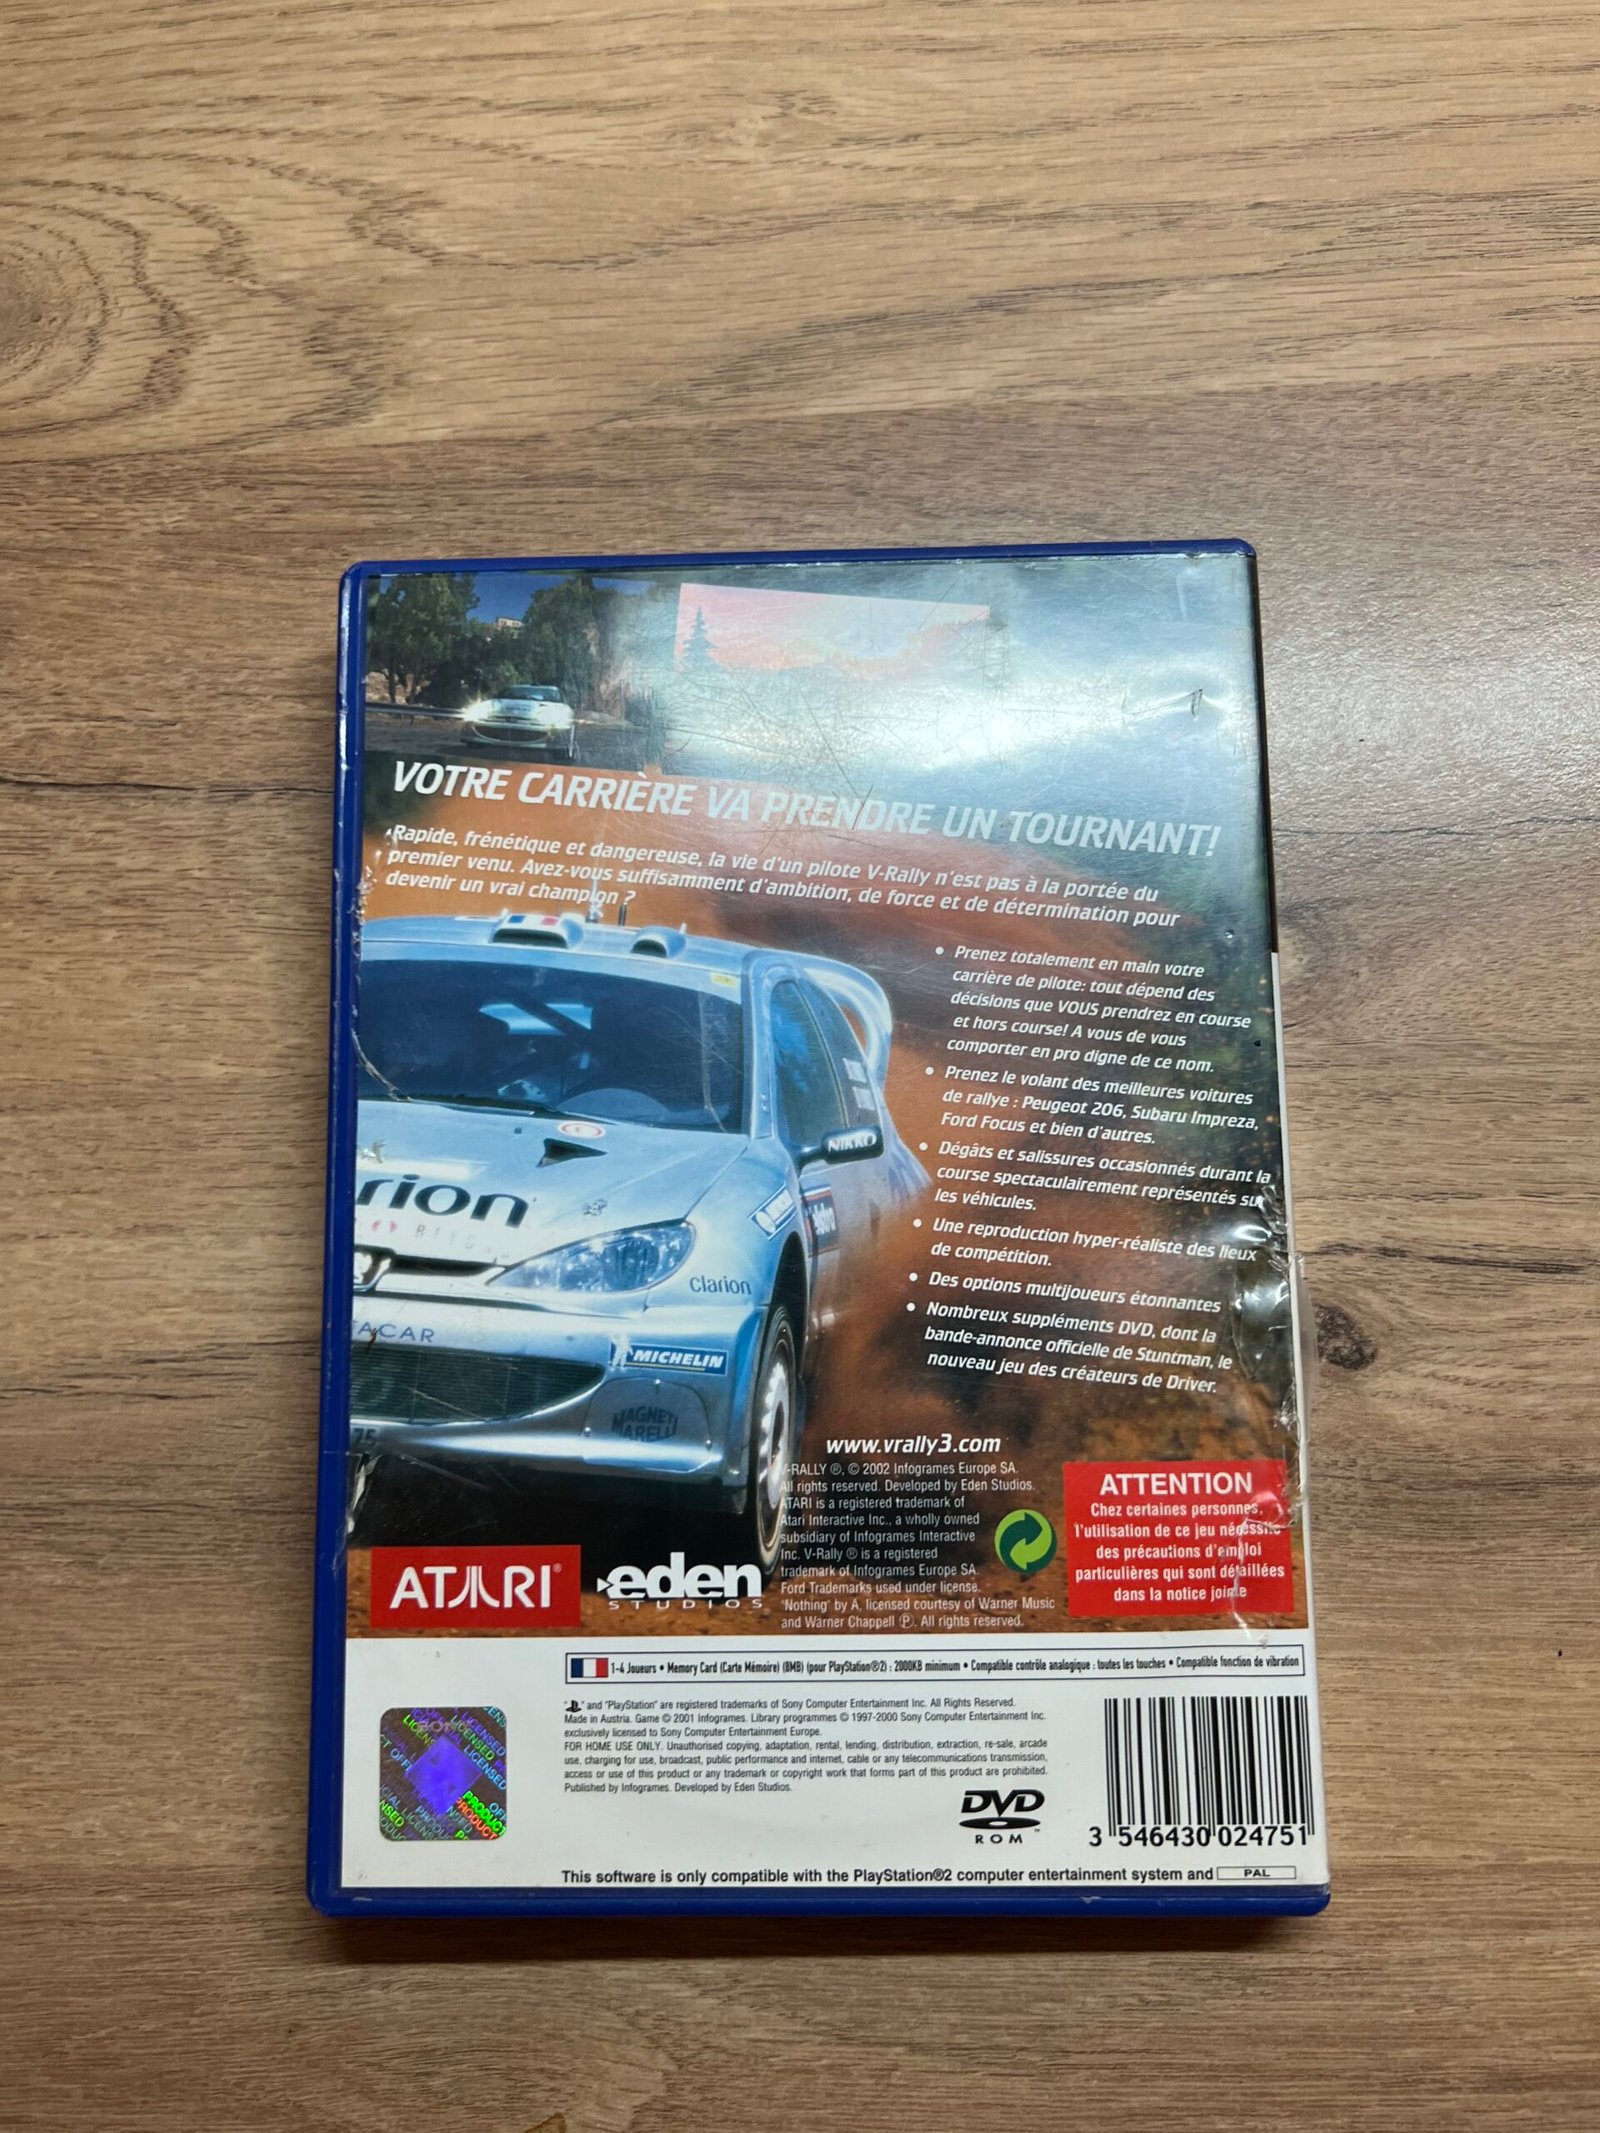 VOTRE CARRIÈRE VA PRENDRE UN TOURNANT!
Rapide, frénétique et dangereuse, la vie d'un pilote V-Rally n'est pas à la portée du
premier venu. Avez-vous suffisamment d'ambition, de force et de détermination pour
devenir un vrai champion ?
• Prenez totalement en main votre
carrière de pilote: tout dépend des
décisions que VOUS prendrez en course
et hors course! A vous de vous
comporter en pro digne de ce nom.
• Prenez le volant des meilleures voitures
de rallye : Peugeot 206, Subaru Impreza,
Ford Focus et bien d'autres.
• Dégâts et salissures occasionnés durant la
course spectaculairement représentés sur
les véhicules.
• Une reproduction hyper-réaliste des lieux
de compétition.
• Des options multijoueurs étonnantes
• Nombreux suppléments DVD, dont la
bande-annonce officielle de Stuntman, le
nouveau jeu des créateurs de Driver.
NIKKO
rion
Clarion
ACAR
MICHELIN
MAGNETI
MARELLI
www.vrally3.com
V-RALLY ®, © 2002 Infogrames Europe SA.
All rights reserved. Developed by Eden Studios.
ATARI is a registered trademark of
Atari Interactive Inc., a wholly owned
subsidiary of Infogrames Interactive
Inc. V-Rally ® is a registered
trademark of Infogrames Europe SA.
Ford Trademarks used under license.
"Nothing" by A. licensed courtesy of Warner Music
and Warner Chappell Ⓟ. All rights reserved.
ATTENTION
Chez certaines personnes,
l'utilisation de ce jeu nécessite
des précautions d'emploi
particulières qui sont détaillées
dans la notice jointe
ATARI®
eden
STUDIOS
1-4 Joueurs • Memory Card (Carte Mémoire) (8MB) (pour PlayStation®2) : 2000KB minimum • Compatible contrôle analogique : toutes les touches • Compatible fonction de vibration
" " and "PlayStation" are registered trademarks of Sony Computer Entertainment Inc. All Rights Reserved.
Made in Austria. Game © 2001 Infogrames. Library programmes © 1997-2000 Sony Computer Entertainment Inc.
exclusively licensed to Sony Computer Entertainment Europe.
FOR HOME USE ONLY. Unauthorised copying, adaptation, rental, lending, distribution, extraction, re-sale, arcade
use, charging for use, broadcast, public performance and internet, cable or any telecommunications transmission,
access or use of this product or any trademark or copyright work that forms part of this product are prohibited.
Published by Infogrames. Developed by Eden Studios.
DVD
ROM
3 546430 024751
This software is only compatible with the PlayStation®2 computer entertainment system and PAL